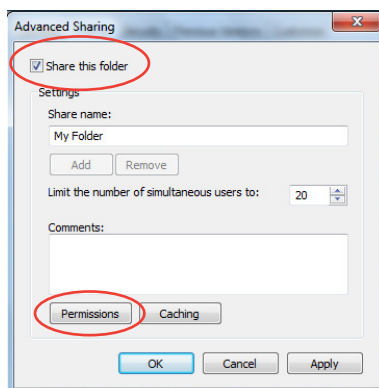 Advanced Sharing
Share this folder
Settings
Share name:
My Folder
Add Remove
Limit the number of simultaneous users to: 20
Comments:
Permissions Caching
OK Cancel Apply